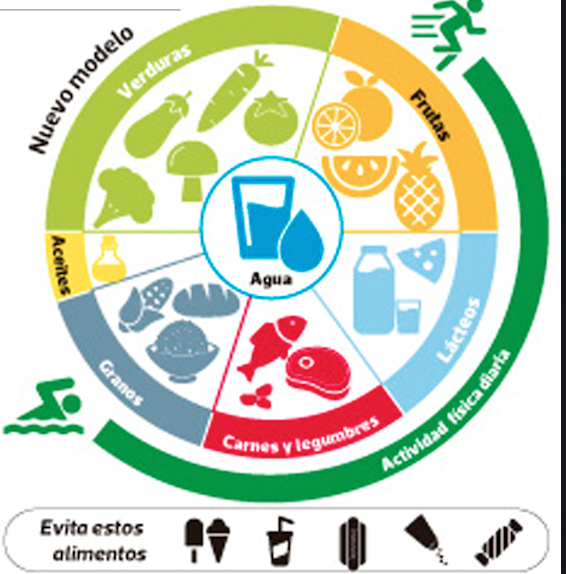 Nuevo modelo
Verduras
Frutas
Aceites
Agua
Lácteos
Granos
Carnes y legumbres
Actividad física diaria
Evita estos
alimentos